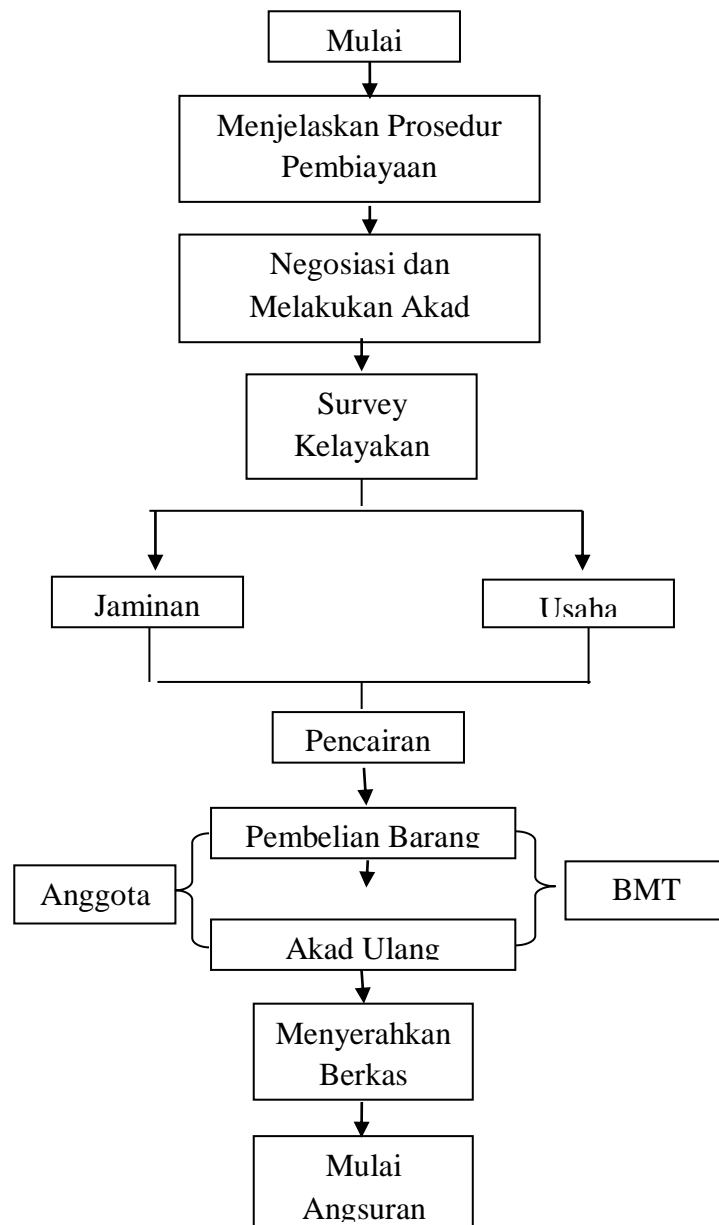 Mulai
Menjelaskan Prosedur
Pembiayaan
Negosiasi dan
Melakukan Akad
Survey
Kelayakan
Jaminan
Usaha
Pencairan
Pembelian Barang
Anggota
BMT
Akad Ulang
Menyerahkan
Berkas
Mulai
Angsuran